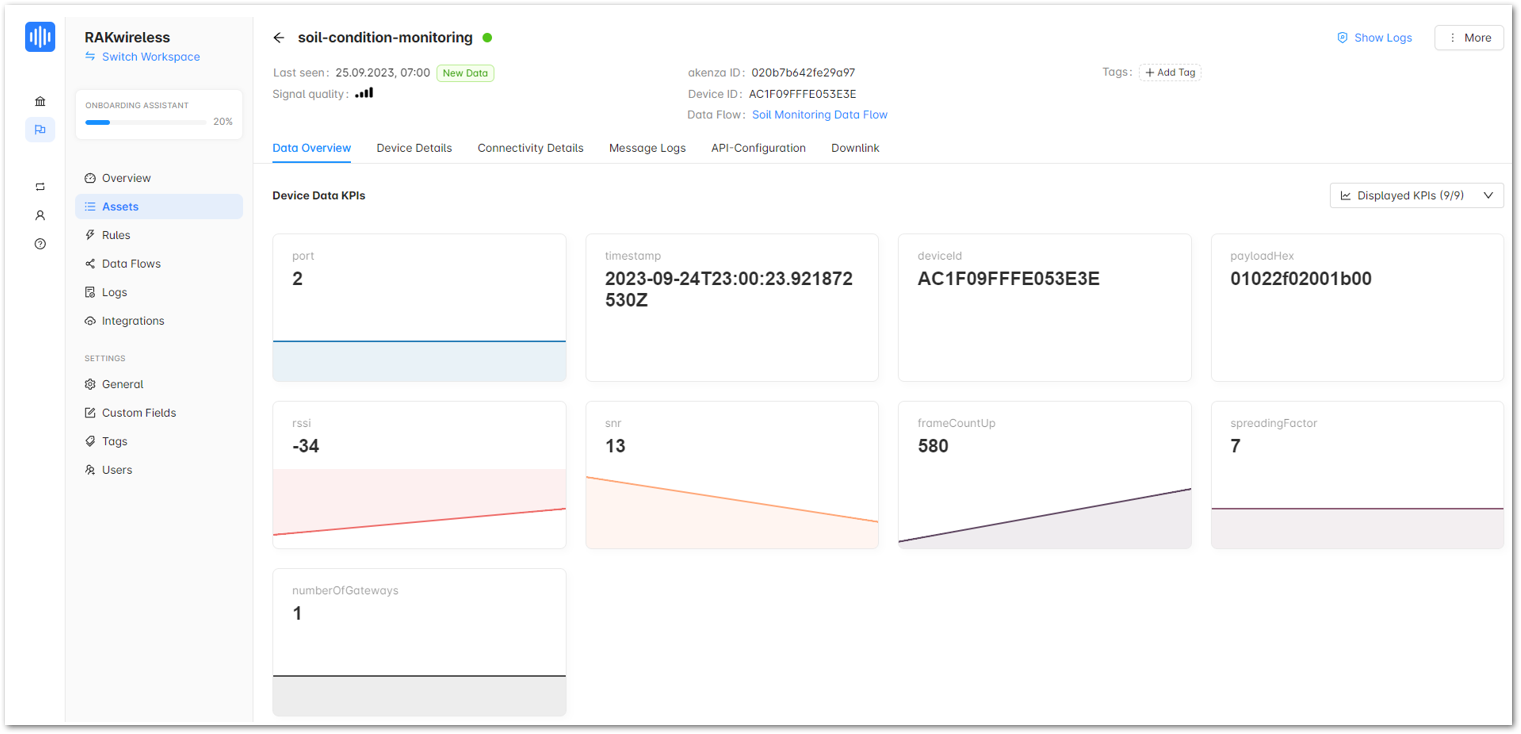 RAKwireless
Switch Workspace
ONBOARDING ASSISTANT
20%
Overview
Assets
Rules
Data Flows
Logs
Integrations
SETTINGS
General
Custom Fields
Tags
Users
soil-condition-monitoring
Show Logs
More
Last seen: 25.09.2023, 07:00 New Data
Signal quality:
akenza ID: 020b7b642fe29a97
Device ID: AC1F09FFFE053E3E
Data Flow: Soil Monitoring Data Flow
Tags: + Add Tag
Data Overview Device Details Connectivity Details Message Logs API-Configuration Downlink
Device Data KPIs
Displayed KPIs (9/9)
port
2
timestamp
2023-09-24T23:00:23.921872
530Z
deviceId
AC1F09FFFE053E3E
payloadHex
01022f02001b00
rssi
-34
snr
13
frameCountUp
580
spreadingFactor
7
numberOfGateways
1